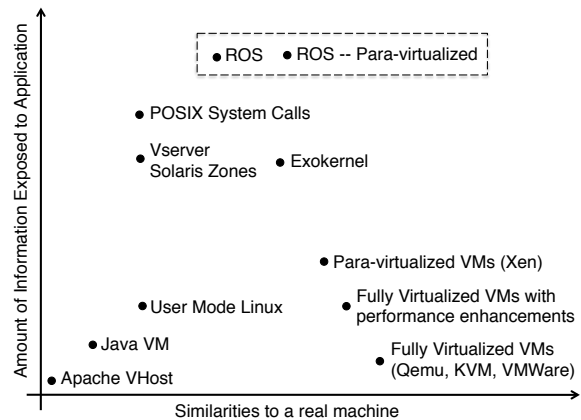 Amount of Information Exposed to Application
ROS
ROS -- Para-virtualized
POSIX System Calls
Vserver
Solaris Zones
Exokernel
Para-virtualized VMs (Xen)
User Mode Linux
Fully Virtualized VMs with
performance enhancements
Java VM
Fully Virtualized VMs
(Qemu, KVM, VMWare)
Apache VHost
Similarities to a real machine